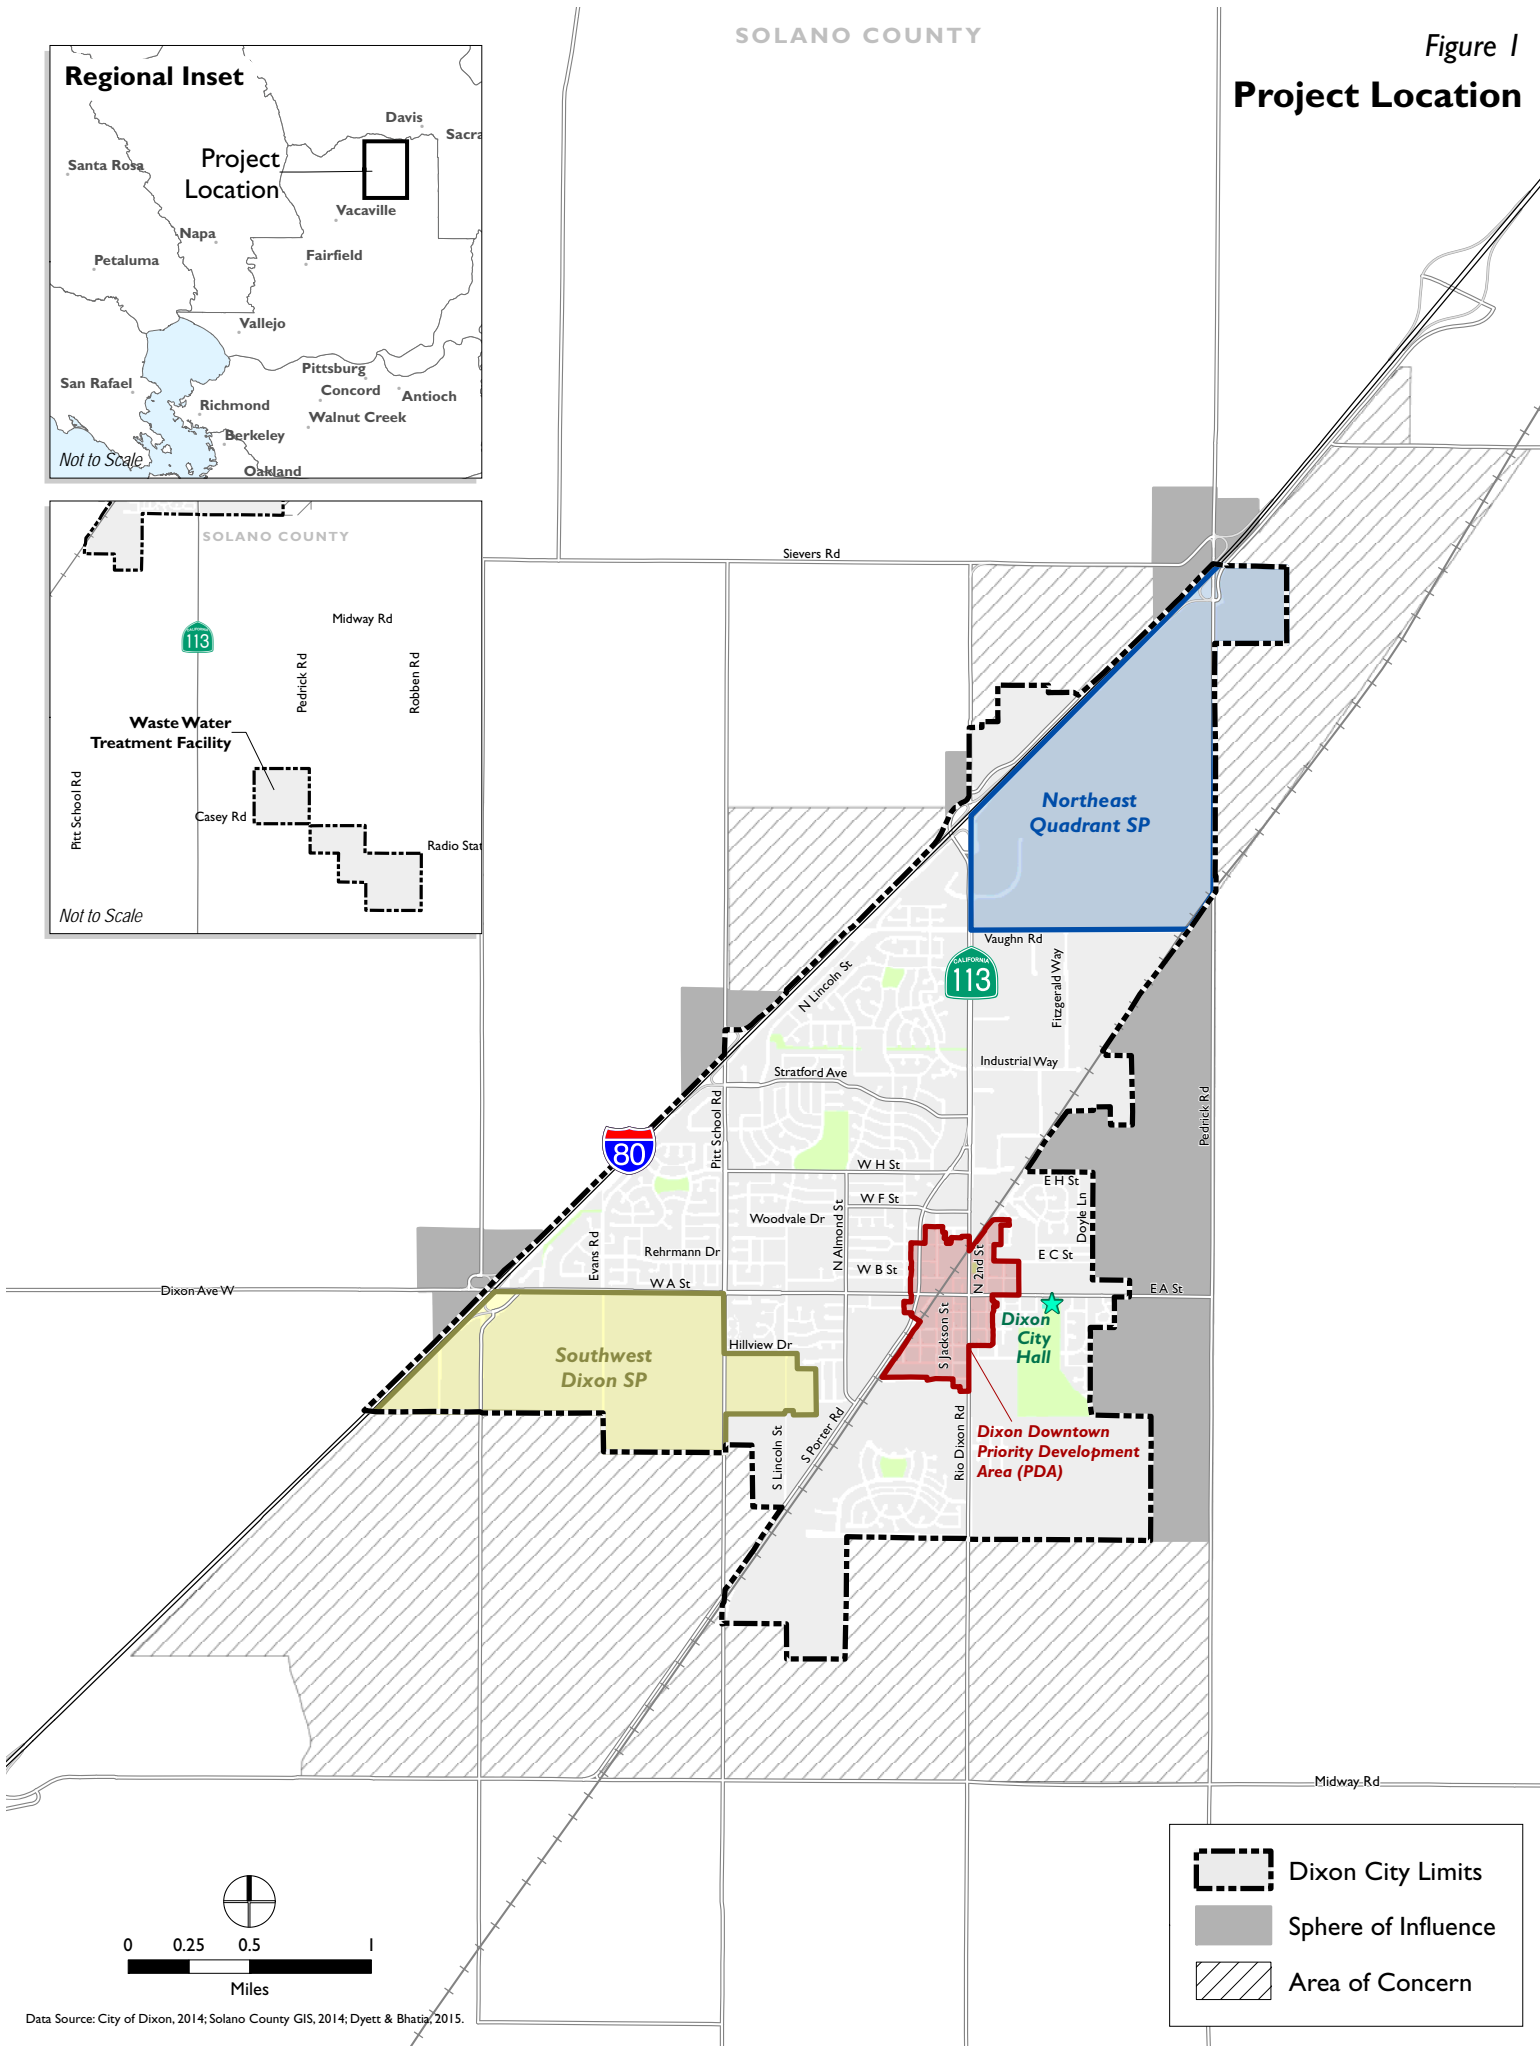 SOLANO COUNTY
Figure 1
Project Location
Regional Inset
Davis
Sacra
Santa Rosa
Project
Location
Vacaville
Napa
Petaluma
Fairfield
Vallejo
Pittsburg
San Rafael
Concord
Antioch
Richmond
Walnut Creek
Berkeley
Not to Scale
Oakland
SOLANO COUNTY
Midway Rd
CALIFORNIA
113
Pedrick Rd
Robben Rd
Waste Water
Treatment Facility
Pitt School Rd
Casey Rd
Radio Stat
Not to Scale
Sievers Rd
Northeast
Quadrant SP
Vaughn Rd
N Lincoln St
CALIFORNIA
113
Fitzgerald Way
Industrial Way
Stratford Ave
Pitt School Rd
Pedrick Rd
80
W H St
E H St
W F St
Woodvale Dr
N Almond St
Doyle Ln
Evans Rd
Rehrmann Dr
W B St
N 2nd St
E C St
Dixon Ave W
W A St
E A St
Dixon
City
Hall
S Jackson St
Hillview Dr
Southwest
Dixon SP
S Lincoln St
S Porter Rd
Rio Dixon Rd
Dixon Downtown
Priority Development
Area (PDA)
Midway Rd
Dixon City Limits
Sphere of Influence
Area of Concern
0 0.25 0.5 1
Miles
Data Source: City of Dixon, 2014; Solano County GIS, 2014; Dyett & Bhatia, 2015.